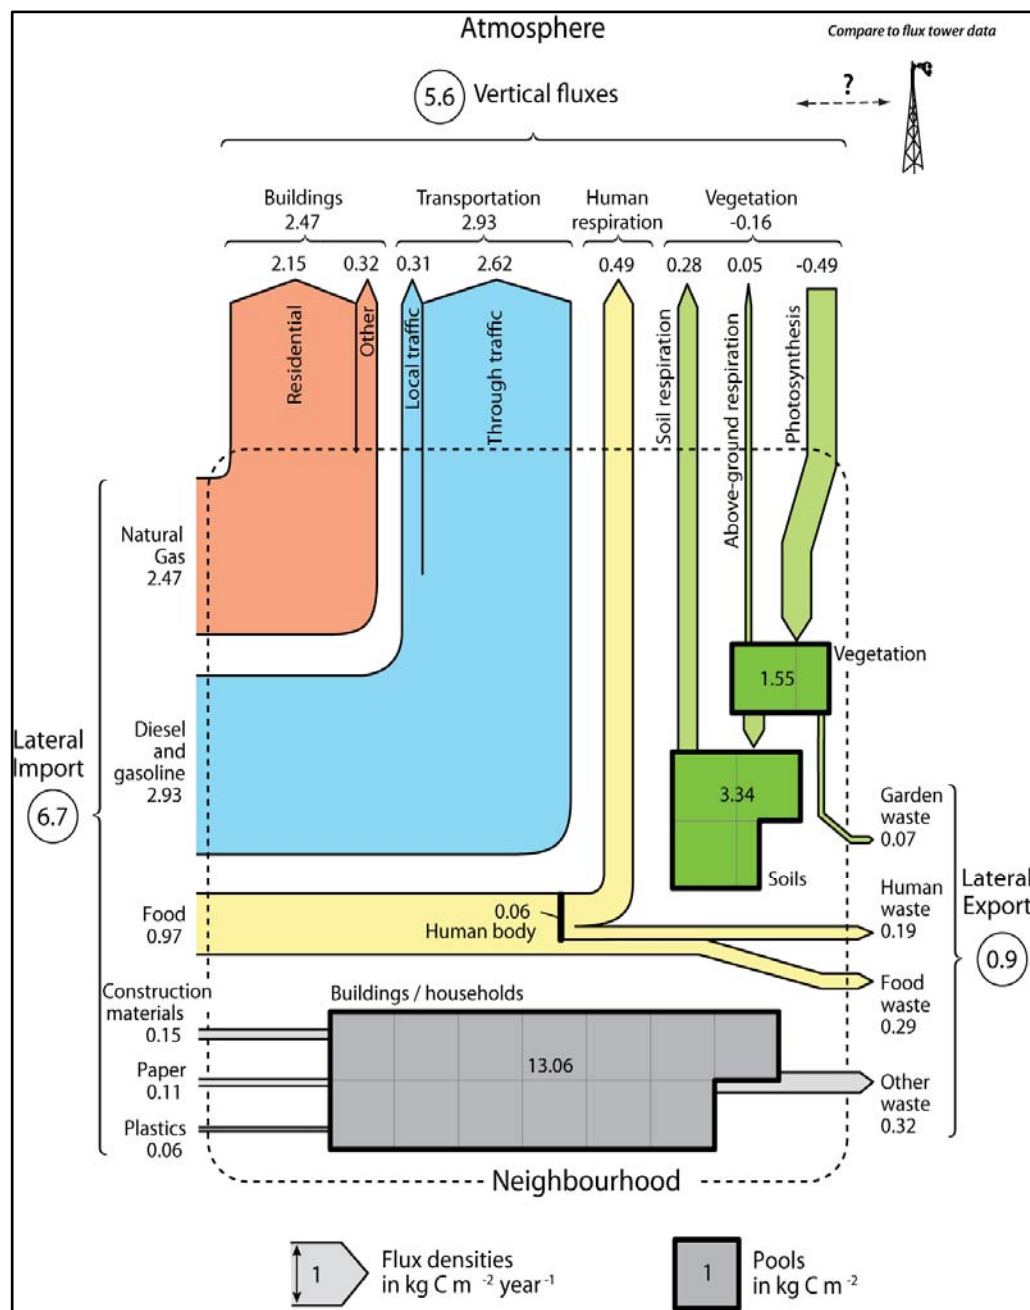 Atmosphere
Compare to flux tower data
?
5.6 Vertical fluxes
Buildings
2.47
Transportation
2.93
Human
respiration
Vegetation
-0.16
2.15
0.32
0.31
2.62
0.49
0.28
0.05
-0.49
Residential
Other
Local traffic
Through traffic
Soil respiration
Above-ground respiration
Photosynthesis
Lateral
Import
6.7
Natural
Gas
2.47
Diesel
and
gasoline
2.93
Food
0.97
Construction
materials
0.15
Paper
0.11
Plastics
0.06
Vegetation
1.55
3.34
Soils
0.06
Human body
Buildings / households
13.06
Garden
waste
0.07
Human
waste
0.19
Food
waste
0.29
Other
waste
0.32
Lateral
Export
0.9
Neighbourhood
1
Flux densities
in kg C m -2 year -1
1
Pools
in kg C m -2